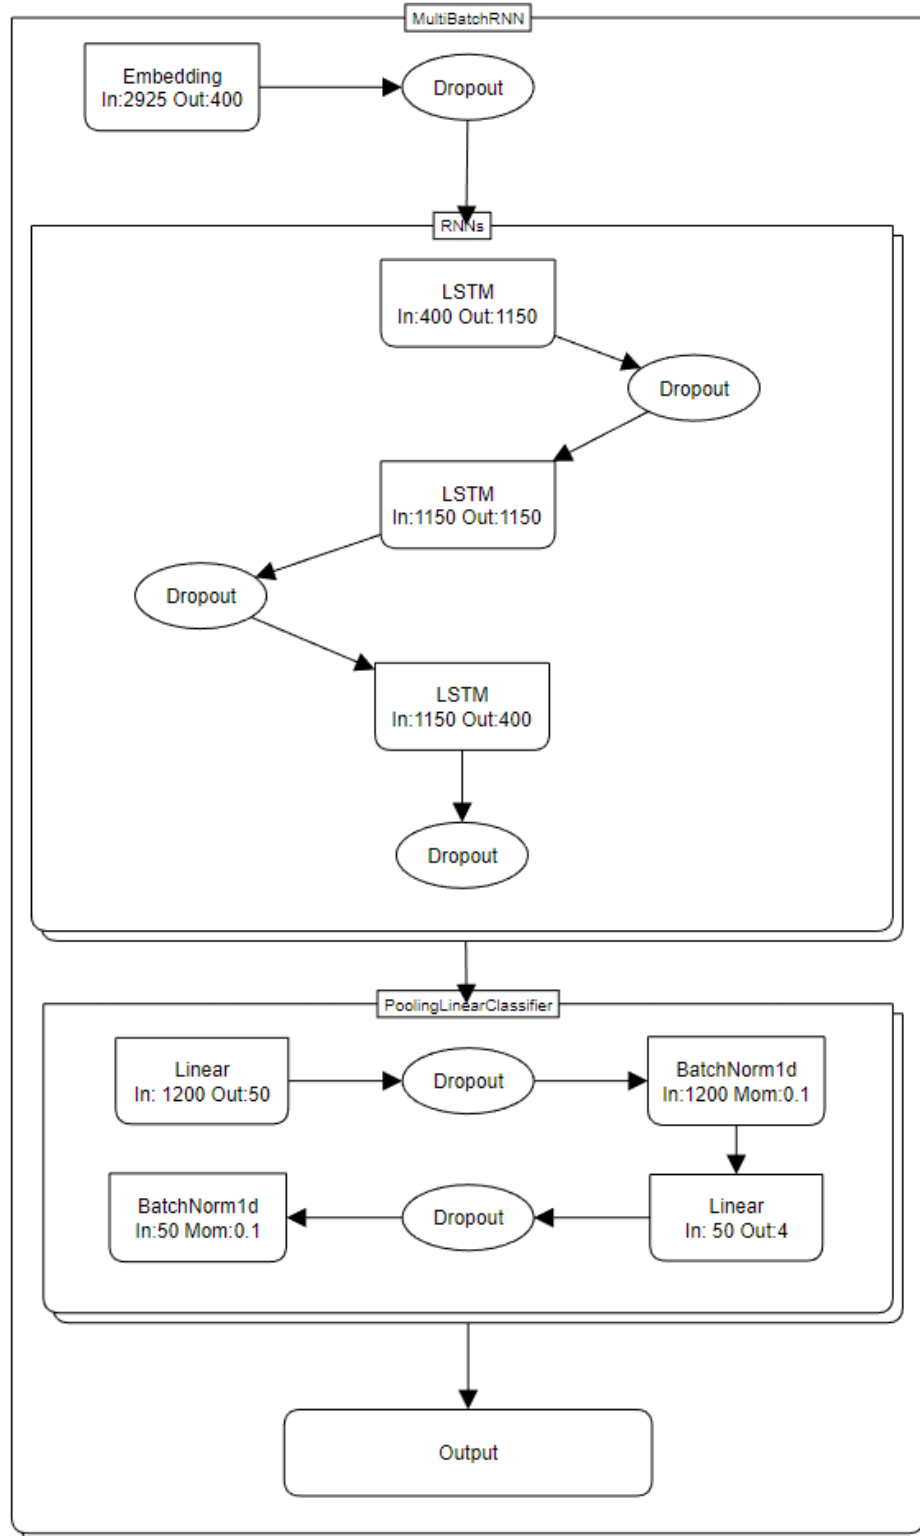 MultiBatchRNN
Embedding
In:2925 Out:400
Dropout
RNNs
LSTM
In:400 Out:1150
Dropout
LSTM
In:1150 Out:1150
Dropout
LSTM
In:1150 Out:400
Dropout
PoolingLinearClassifier
Linear
In: 1200 Out:50
Dropout
BatchNorm1d
In:1200 Mom:0.1
BatchNorm1d
In:50 Mom:0.1
Dropout
Linear
In: 50 Out:4
Output